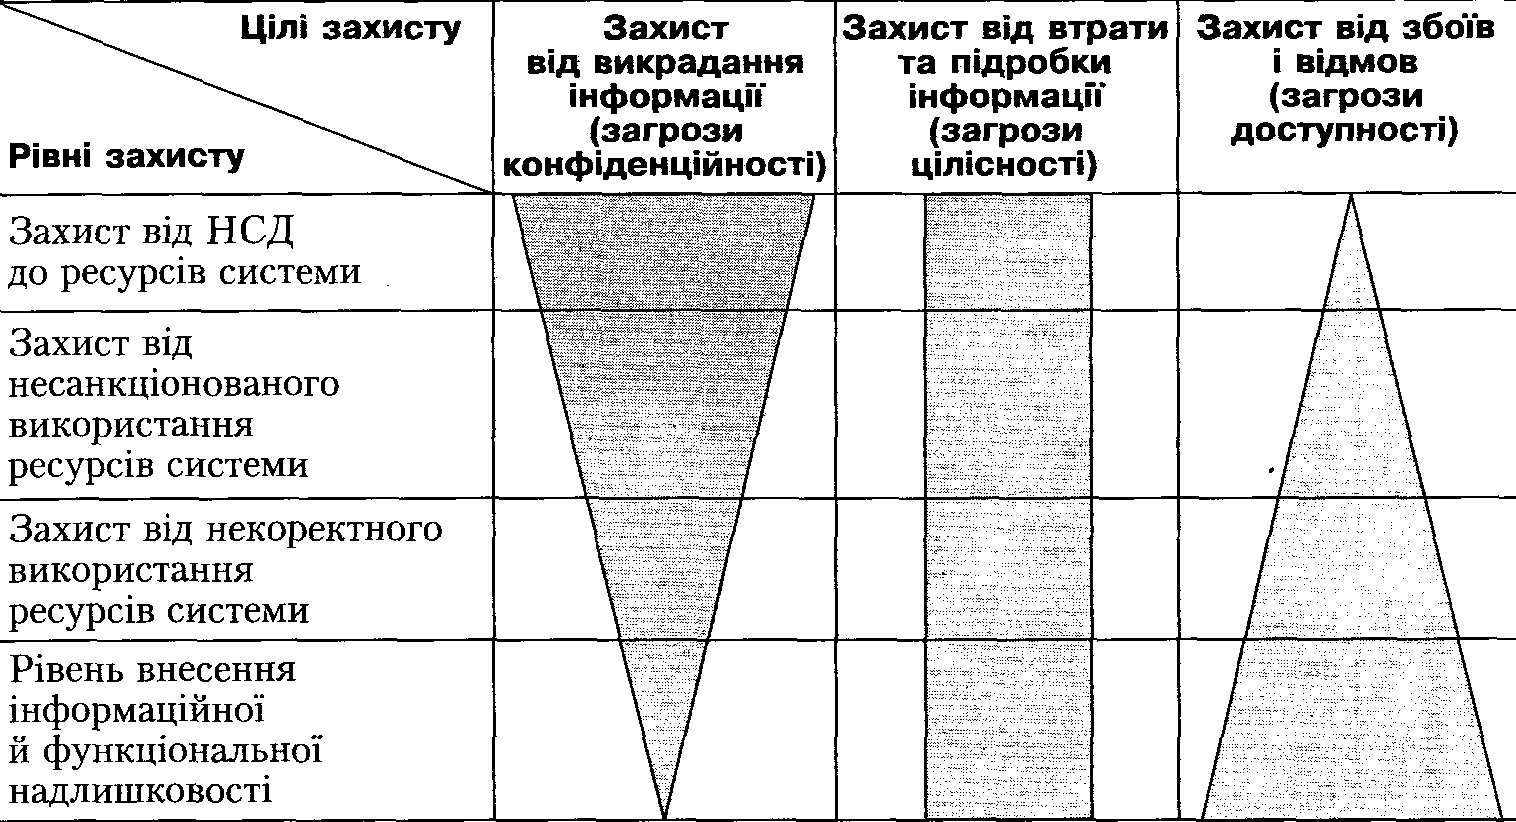 Цілі захисту
Рівні захисту
Захист
від викрадання
інформації
(загрози
конфіденційності)
Захист від втрати
та підробки
інформації
(загрози
цілісності)
Захист від збоїв
і відмов
(загрози
доступності)
Захист від НСД
до ресурсів системи
Захист від
несанкціонованого
використання
ресурсів системи
Захист від некоректного
використання
ресурсів системи
Рівень внесення
інформаційної
й функціональної
надлишковості